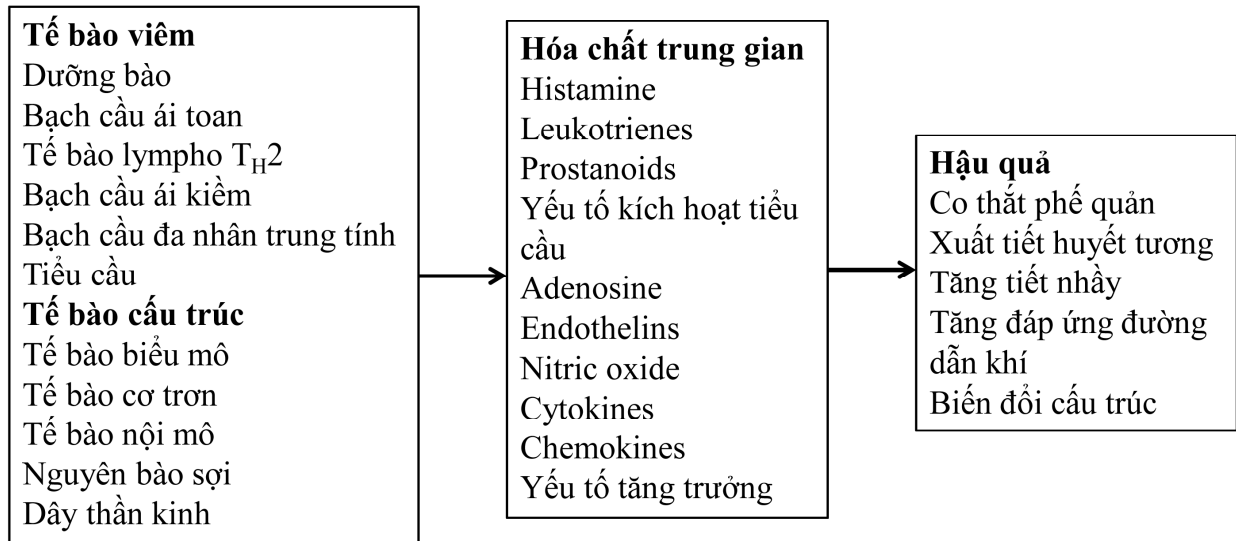 Tế bào viêm
Dưỡng bào
Bạch cầu ái toan
Tế bào lympho T_H2
Bạch cầu ái kiềm
Bạch cầu đa nhân trung tính
Tiểu cầu
Tế bào cấu trúc
Tế bào biểu mô
Tế bào cơ trơn
Tế bào nội mô
Nguyên bào sợi
Dây thần kinh
Hóa chất trung gian
Histamine
Leukotrienes
Prostanoids
Yếu tố kích hoạt tiểu
cầu
Adenosine
Endothelins
Nitric oxide
Cytokines
Chemokines
Yếu tố tăng trưởng
Hậu quả
Co thắt phế quản
Xuất tiết huyết tương
Tăng tiết nhầy
Tăng đáp ứng đường
dẫn khí
Biến đổi cấu trúc